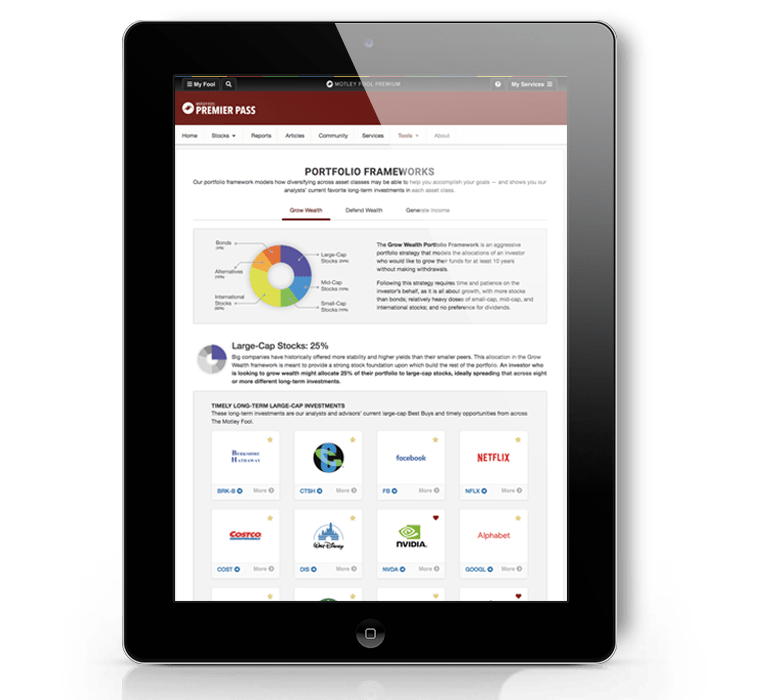 My Fool
MOTLEY FOOL PREMIUM
My Services
MOTLEY FOOL
PREMIER PASS
Home Stocks Reports Articles Community Services Tools About
PORTFOLIO FRAMEWORKS
Our portfolio framework models how diversifying across asset classes may be able to help you accomplish your goals — and shows you our
analysts' current favorite long-term investments in each asset class.
Grow Wealth Defend Wealth Generate Income
Bonds
Alternatives
International
Stocks
Large-Cap
Stocks
Mid-Cap
Stocks
Small-Cap
Stocks
The Grow Wealth Portfolio Framework is an aggressive
portfolio strategy that models the allocations of an investor
who would like to grow their funds for at least 10 years
without making withdrawals.
Following this strategy requires time and patience on the
investor's behalf, as it is all about growth, with more stocks
than bonds; relatively heavy doses of small-cap, mid-cap, and
international stocks; and no preference for dividends.
Large-Cap Stocks: 25%
Big companies have historically offered more stability and higher yields than their smaller peers. This allocation in the Grow
Wealth framework is meant to provide a strong stock foundation upon which build the rest of the portfolio. An investor who
is looking to grow wealth might allocate 25% of their portfolio to large-cap stocks, ideally spreading that across eight
or more different long-term investments.
TIMELY LONG-TERM LARGE-CAP INVESTMENTS
These long-term investments are our analysts and advisors' current large-cap Best Buys and timely opportunities from across
The Motley Fool.
BERKSHIRE
HATHAWAY
facebook
NETFLIX
BRK-B More
CTSH More
FB More
NFLX More
COSTCO
WALT DISNEY
NVIDIA.
Alphabet
COST More
DIS More
NVDA More
GOOGL More